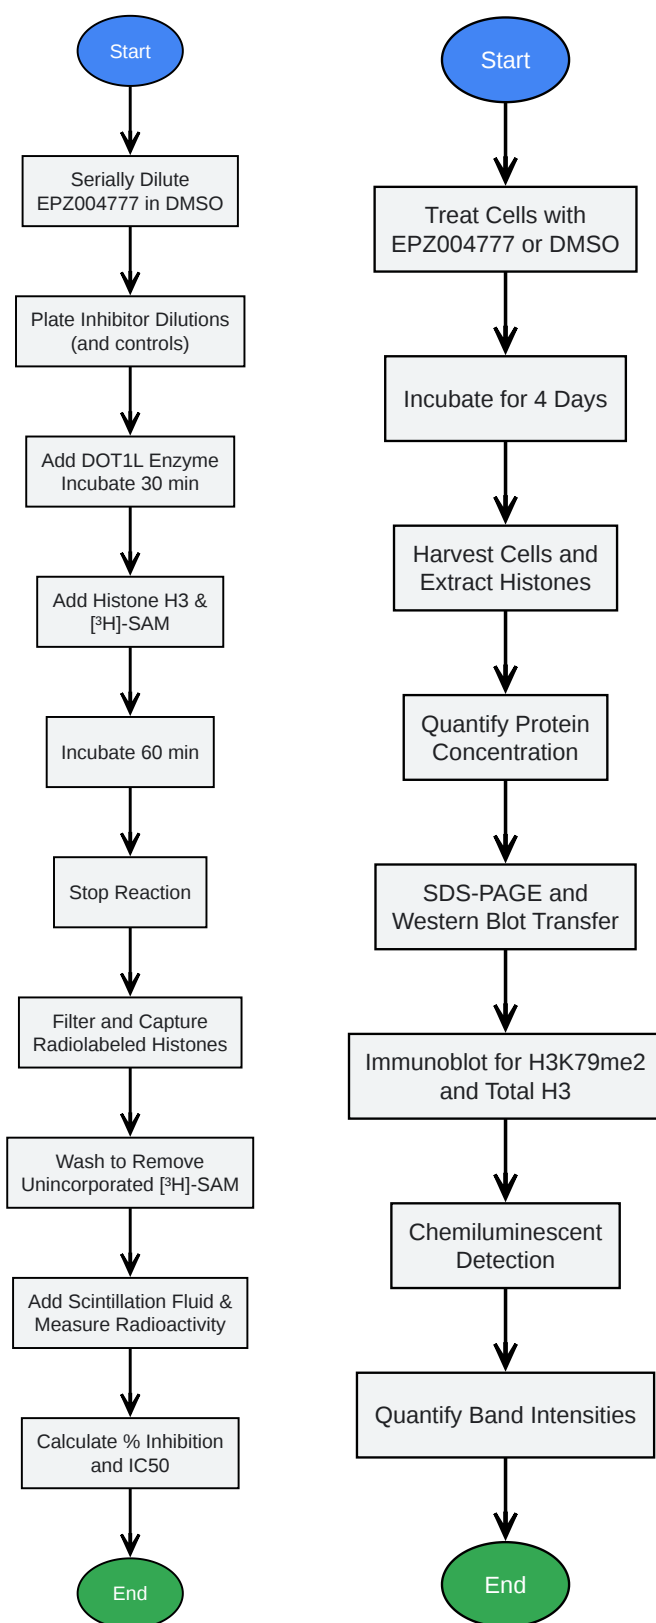 Start
Serially Dilute
EPZ004777 in DMSO
Plate Inhibitor Dilutions
(and controls)
Add DOT1L Enzyme
Incubate 30 min
Add Histone H3 &
[³H]-SAM
Incubate 60 min
Stop Reaction
Filter and Capture
Radiolabeled Histones
Wash to Remove
Unincorporated [³H]-SAM
Add Scintillation Fluid &
Measure Radioactivity
Calculate % Inhibition
and IC50
End
Start
Treat Cells with
EPZ004777 or DMSO
Incubate for 4 Days
Harvest Cells and
Extract Histones
Quantify Protein
Concentration
SDS-PAGE and
Western Blot Transfer
Immunoblot for H3K79me2
and Total H3
Chemiluminescent
Detection
Quantify Band Intensities
End